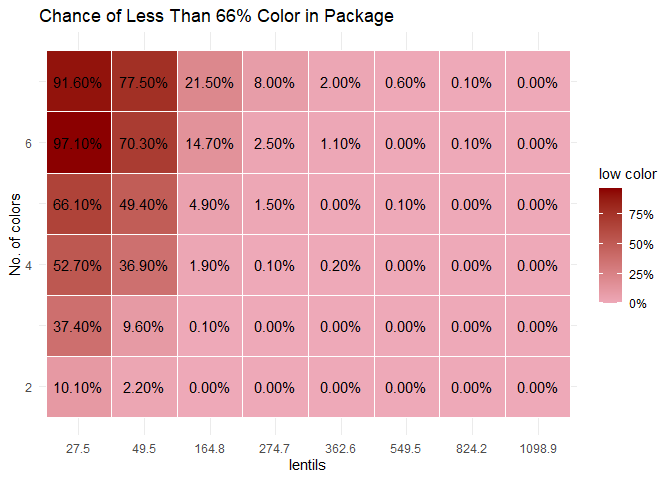 Chance of Less Than 66% Color in Package
91.60% 77.50% 21.50% 8.00% 2.00% 0.60% 0.10% 0.00%
6 97.10% 70.30% 14.70% 2.50% 1.10% 0.00% 0.10% 0.00%
66.10% 49.40% 4.90% 1.50% 0.00% 0.10% 0.00% 0.00%
4 52.70% 36.90% 1.90% 0.10% 0.20% 0.00% 0.00% 0.00%
37.40% 9.60% 0.10% 0.00% 0.00% 0.00% 0.00% 0.00%
2 10.10% 2.20% 0.00% 0.00% 0.00% 0.00% 0.00% 0.00%
27.5 49.5 164.8 274.7 362.6 549.5 824.2 1098.9
lentils
No. of colors
low color
75%
50%
25%
0%